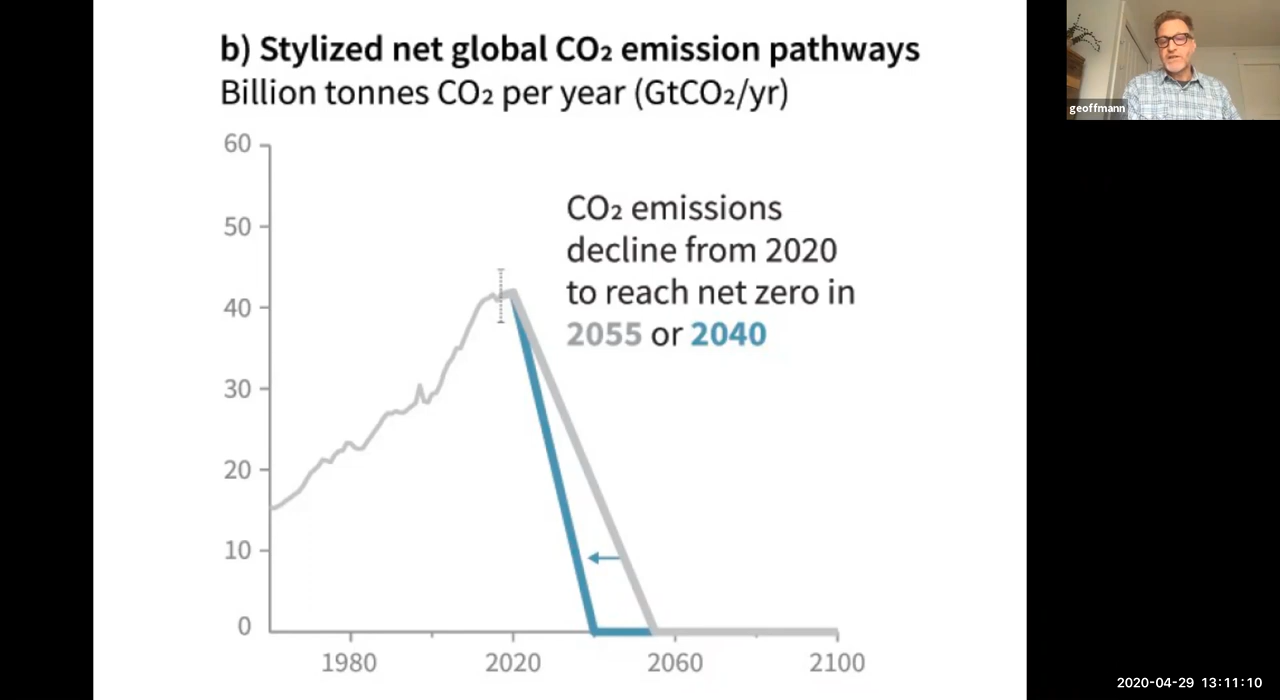 b) Stylized net global CO₂ emission pathways
Billion tonnes CO₂ per year (GtCO₂/yr)
60
50
40
30
20
10
0
CO₂ emissions
decline from 2020
to reach net zero in
2055 or 2040
1980
2020
2060
2100
geoffmann
2020-04-29 13:11:10